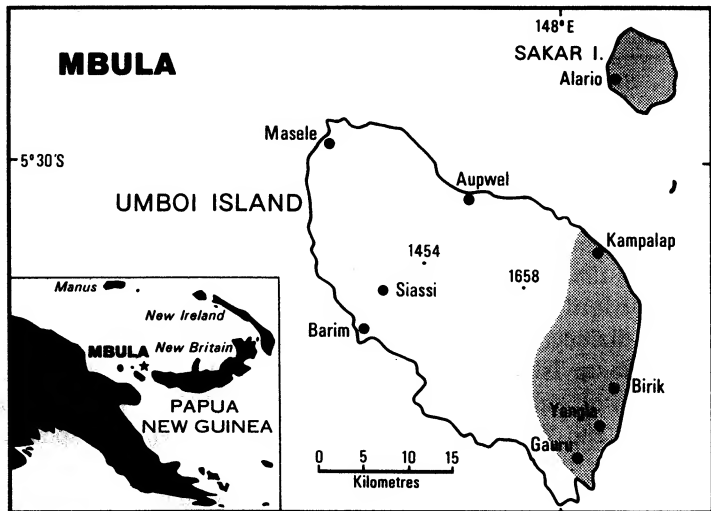 MBULA
148° E
SAKAR I.
Alario
Masele
5° 30'S
Aupwel
UMBOI ISLAND
Kampalap
1454
1658
Siassi
Barim
Birik
Yangla
Gauru
0 5 10 15
Kilometres
Manus
New Ireland
MBULA
New Britain
PAPUA
NEW GUINEA